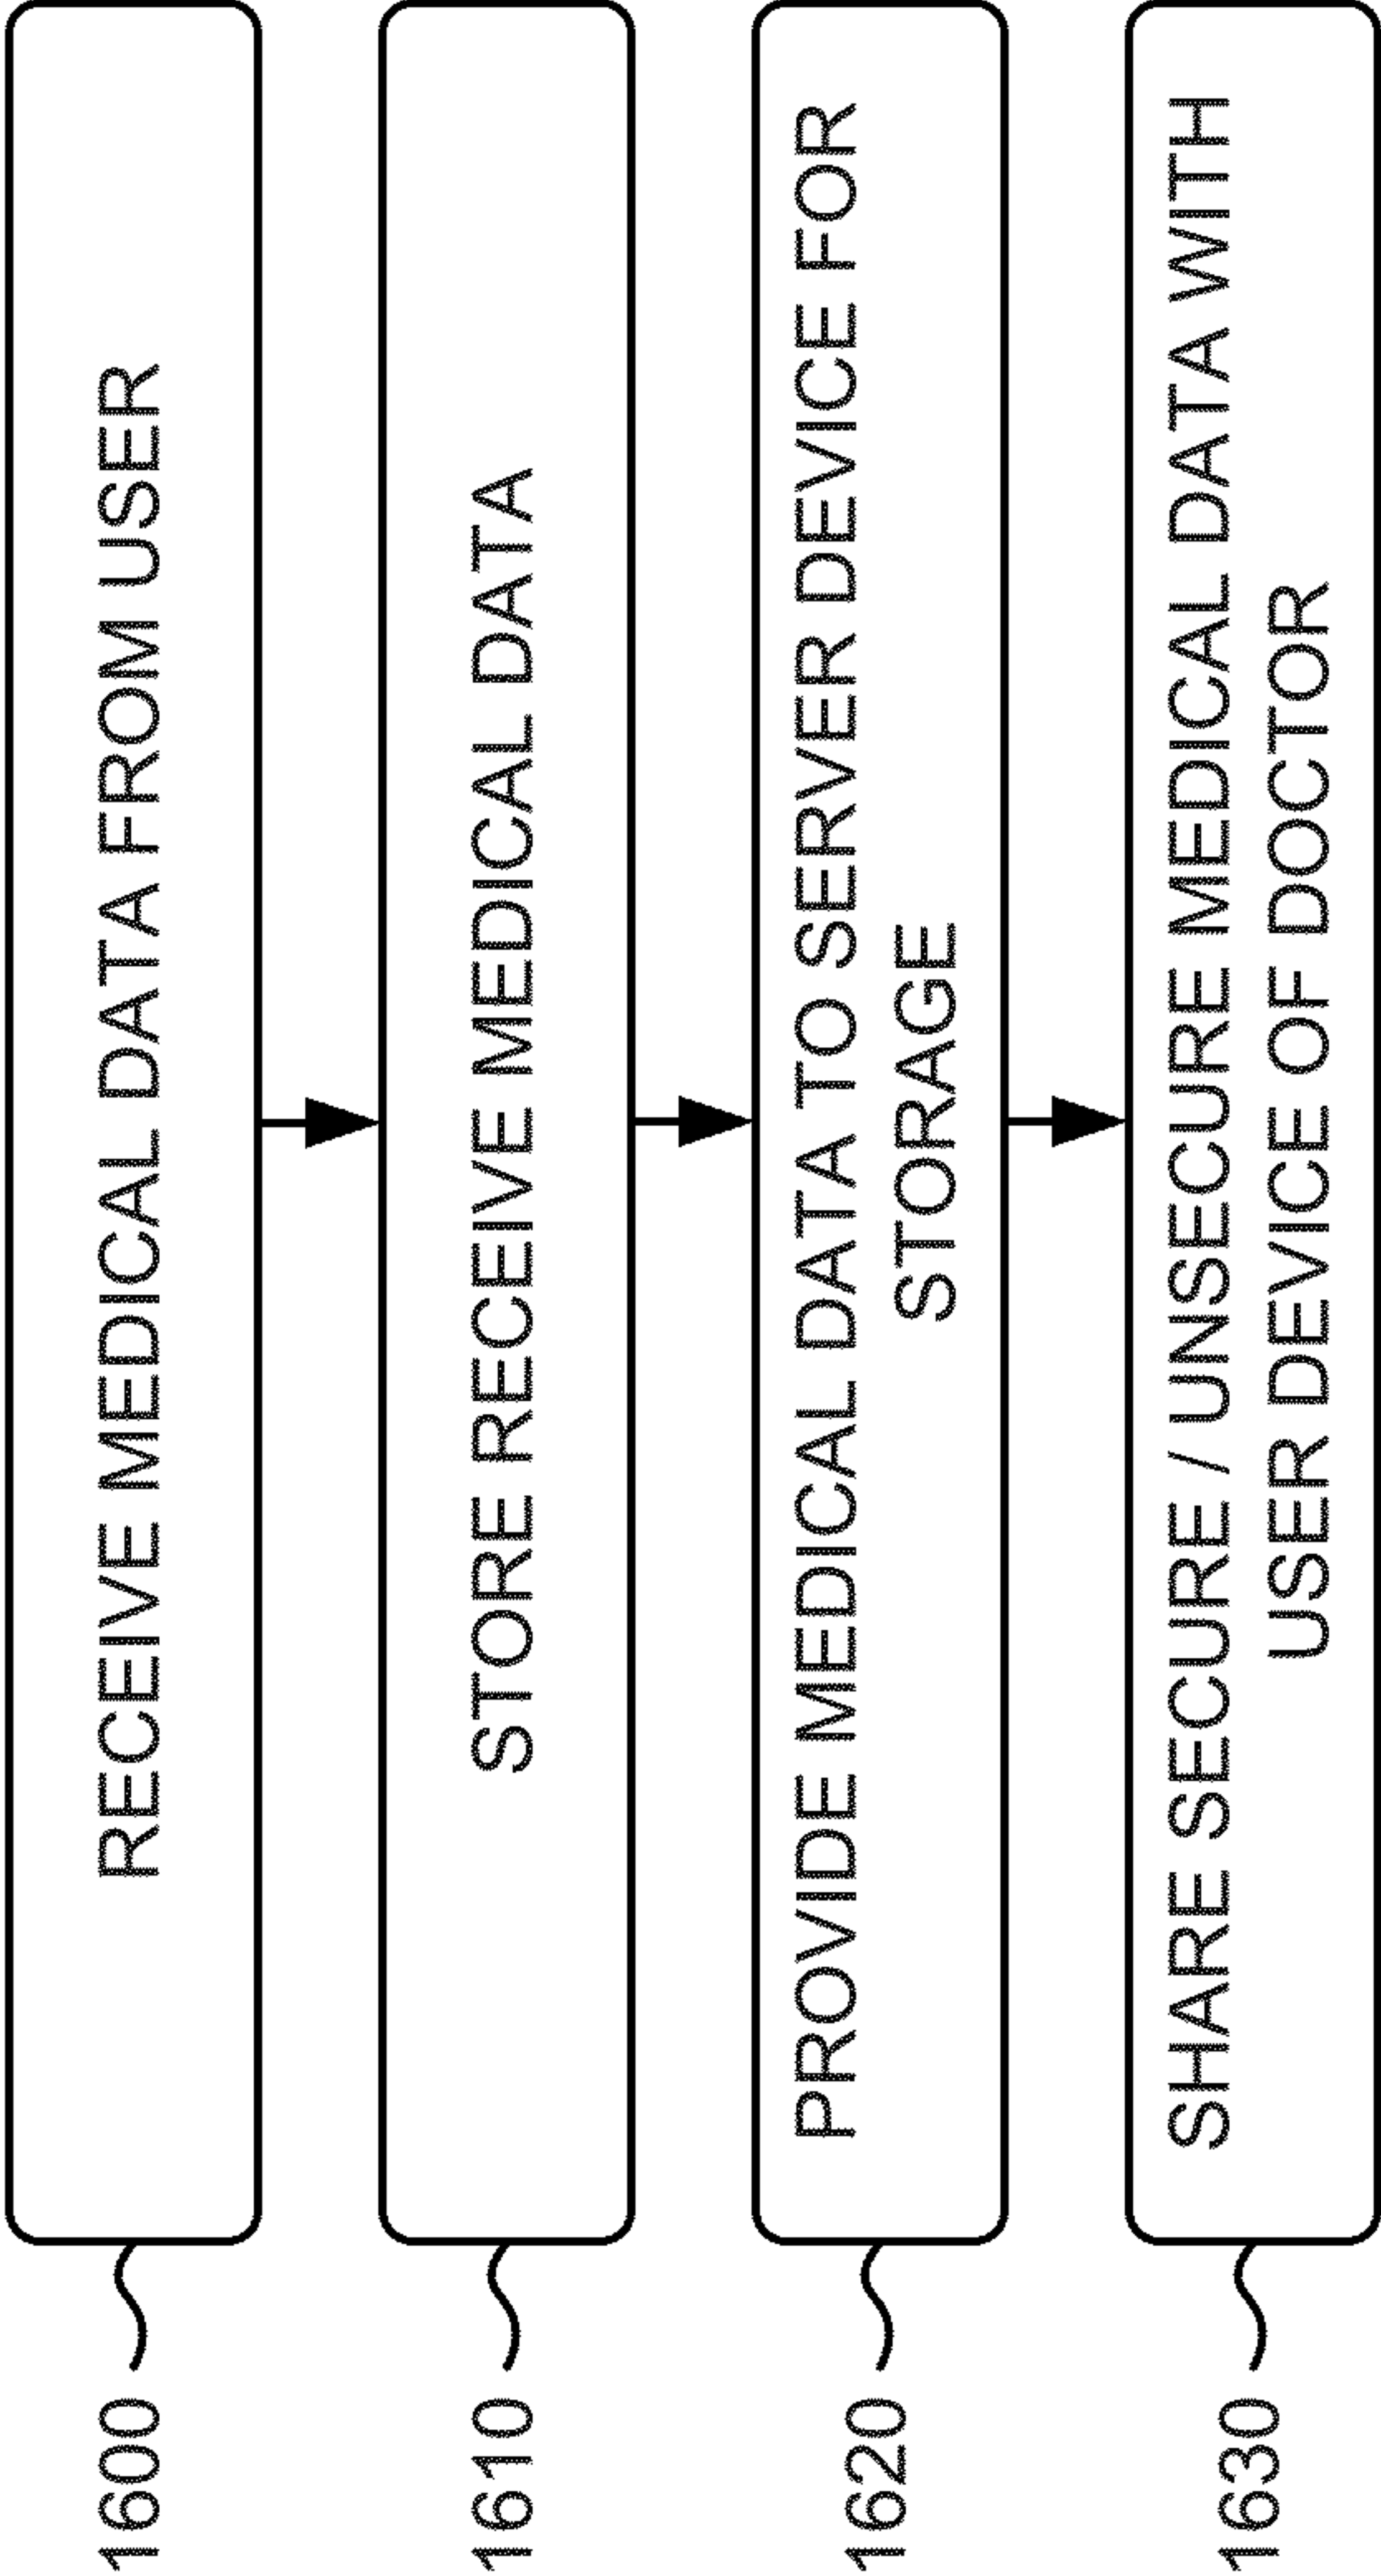 1600
RECEIVE MEDICAL DATA FROM USER
1610
STORE RECEIVE MEDICAL DATA
1620
PROVIDE MEDICAL DATA TO SERVER DEVICE FOR
STORAGE
1630
SHARE SECURE / UNSECURE MEDICAL DATA WITH
USER DEVICE OF DOCTOR